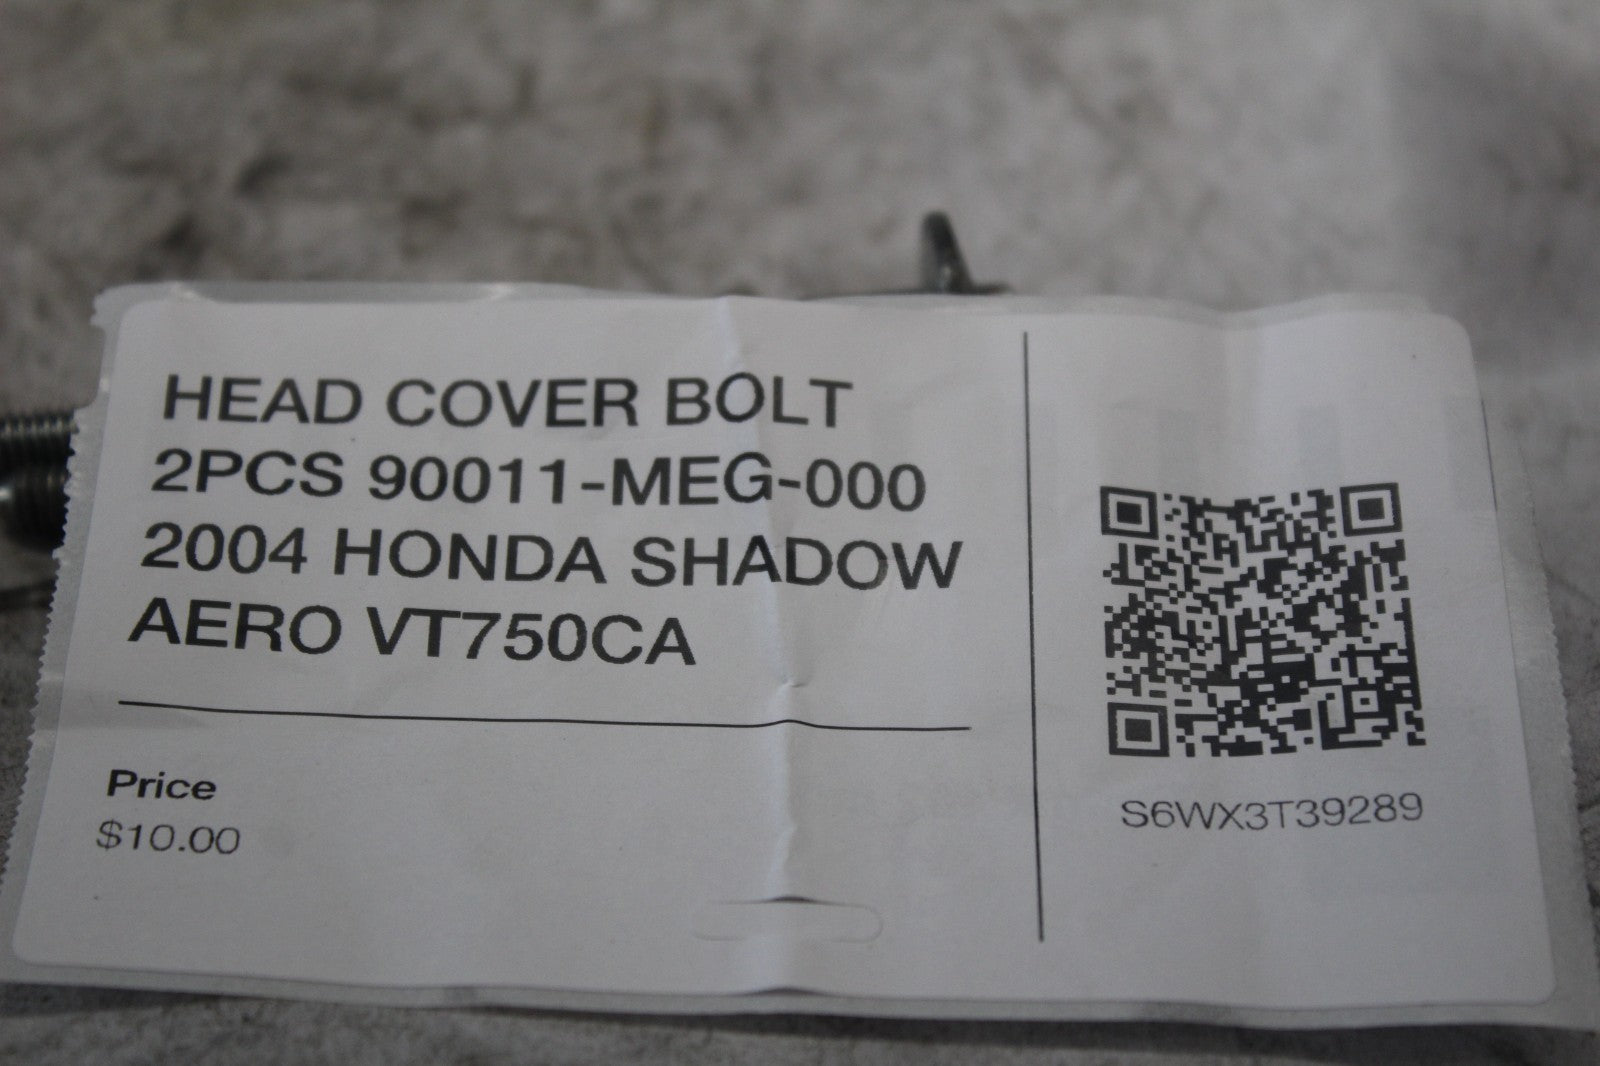 HEAD COVER BOLT
2PCS 90011-MEG-000
2004 HONDA SHADOW
AERO VT750CA
Price
$10.00
S6WX3T39289